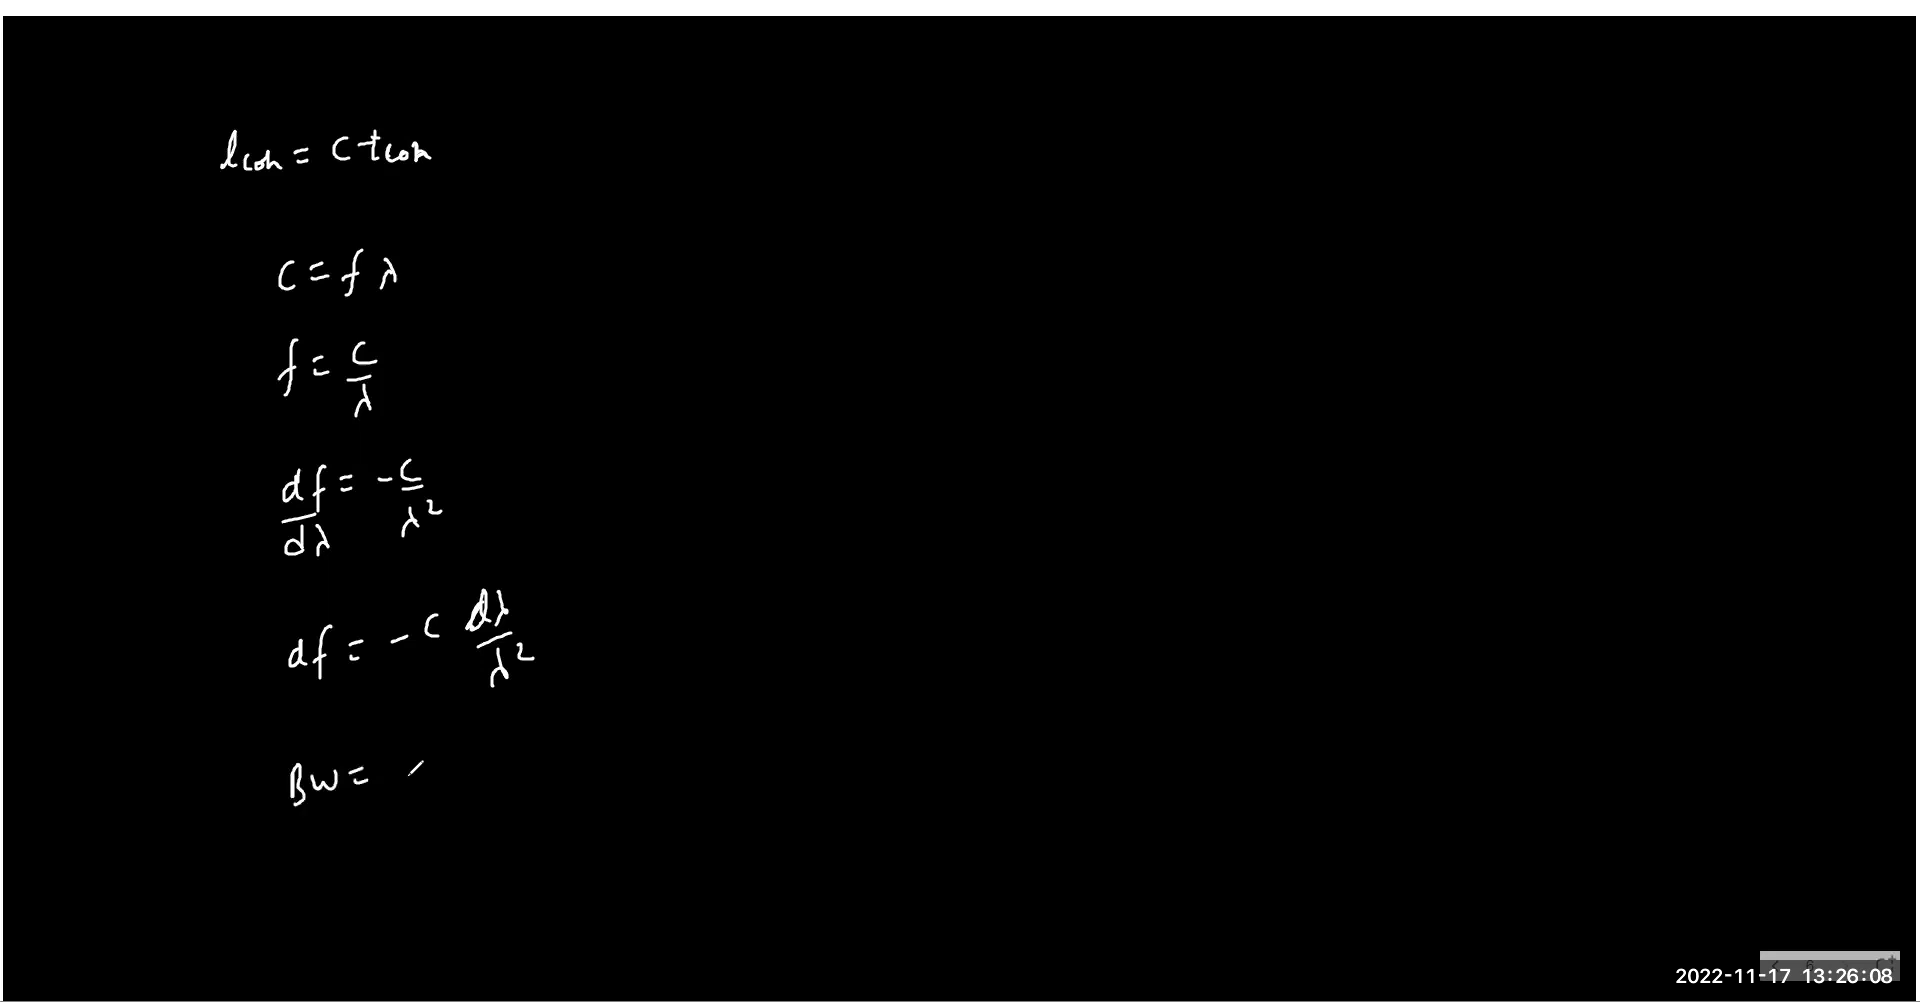 lcoh = c tcoh
c = f λ
f = c/λ
df/dλ = -c/λ²
df = -c dλ/λ²
BW =
2022-11-17 13:26:08